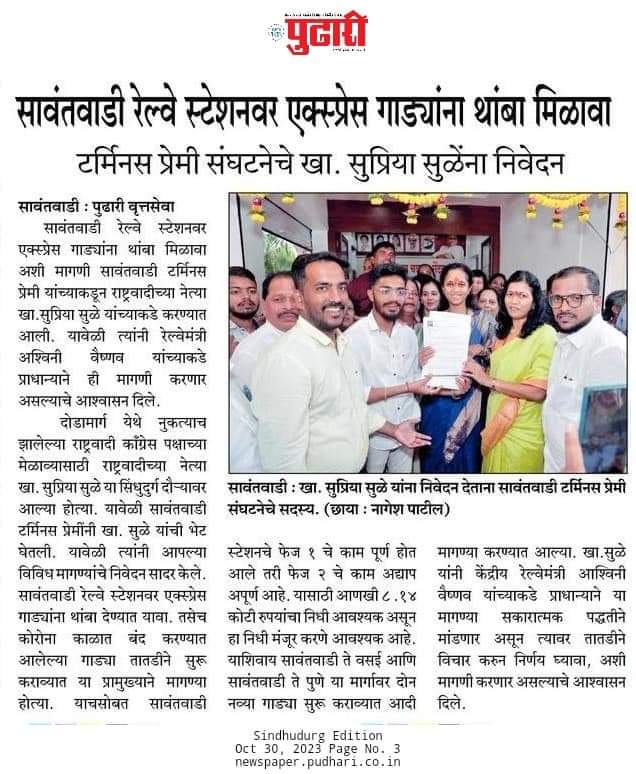 पुढारी
सावंतवाडी रेल्वे स्टेशनवर एक्स्प्रेस गाड्यांना थांबा मिळावा
टर्मिनस प्रेमी संघटनेचे खा. सुप्रिया सुळेंना निवेदन
सावंतवाडी : पुढारी वृत्तसेवा
सावंतवाडी रेल्वे स्टेशनवर
एक्स्प्रेस गाड्यांना थांबा मिळावा
अशी मागणी सावंतवाडी टर्मिनस
प्रेमी यांच्याकडून राष्ट्रवादीच्या नेत्या
खा.सुप्रिया सुळे यांच्याकडे करण्यात
आली. यावेळी त्यांनी रेल्वेमंत्री
अश्विनी वैष्णव यांच्याकडे
प्राधान्याने ही मागणी करणार
असल्याचे आश्वासन दिले.
दोडामार्ग येथे नुकत्याच
झालेल्या राष्ट्रवादी काँग्रेस पक्षाच्या
मेळाव्यासाठी राष्ट्रवादीच्या नेत्या
खा. सुप्रिया सुळे या सिंधुदुर्ग दौऱ्यावर
आल्या होत्या. यावेळी सावंतवाडी
टर्मिनस प्रेमींनी खा. सुळे यांची भेट
घेतली. यावेळी त्यांनी आपल्या
विविध मागण्यांचे निवेदन सादर केले.
सावंतवाडी रेल्वे स्टेशनवर एक्सप्रेस
गाड्यांना थांबा देण्यात यावा. तसेच
कोरोना काळात बंद करण्यात
आलेल्या गाड्या तातडीने सुरू
कराव्यात या प्रामुख्याने मागण्या
होत्या. याचसोबत सावंतवाडी
सावंतवाडी : खा. सुप्रिया सुळे यांना निवेदन देताना सावंतवाडी टर्मिनस प्रेमी
संघटनेचे सदस्य. (छाया : नागेश पाटील)
स्टेशनचे फेज १ चे काम पूर्ण होत
आले तरी फेज २ चे काम अद्याप
अपूर्ण आहे. यासाठी आणखी ८.१४
कोटी रुपयांचा निधी आवश्यक असून
हा निधी मंजूर करणे आवश्यक आहे.
याशिवाय सावंतवाडी ते वसई आणि
सावंतवाडी ते पुणे या मार्गावर दोन
नव्या गाड्या सुरू कराव्यात आदी
मागण्या करण्यात आल्या. खा.सुळे
यांनी केंद्रीय रेल्वेमंत्री आश्विनी
वैष्णव यांच्याकडे प्राधान्याने या
मागण्या सकारात्मक पद्धतीने
मांडणार असून त्यावर तातडीने
विचार करुन निर्णय घ्यावा, अशी
मागणी करणार असल्याचे आश्वासन
दिले.
Sindhudurg Edition
Oct 30, 2023 Page No. 3
newspaper.pudhari.co.in